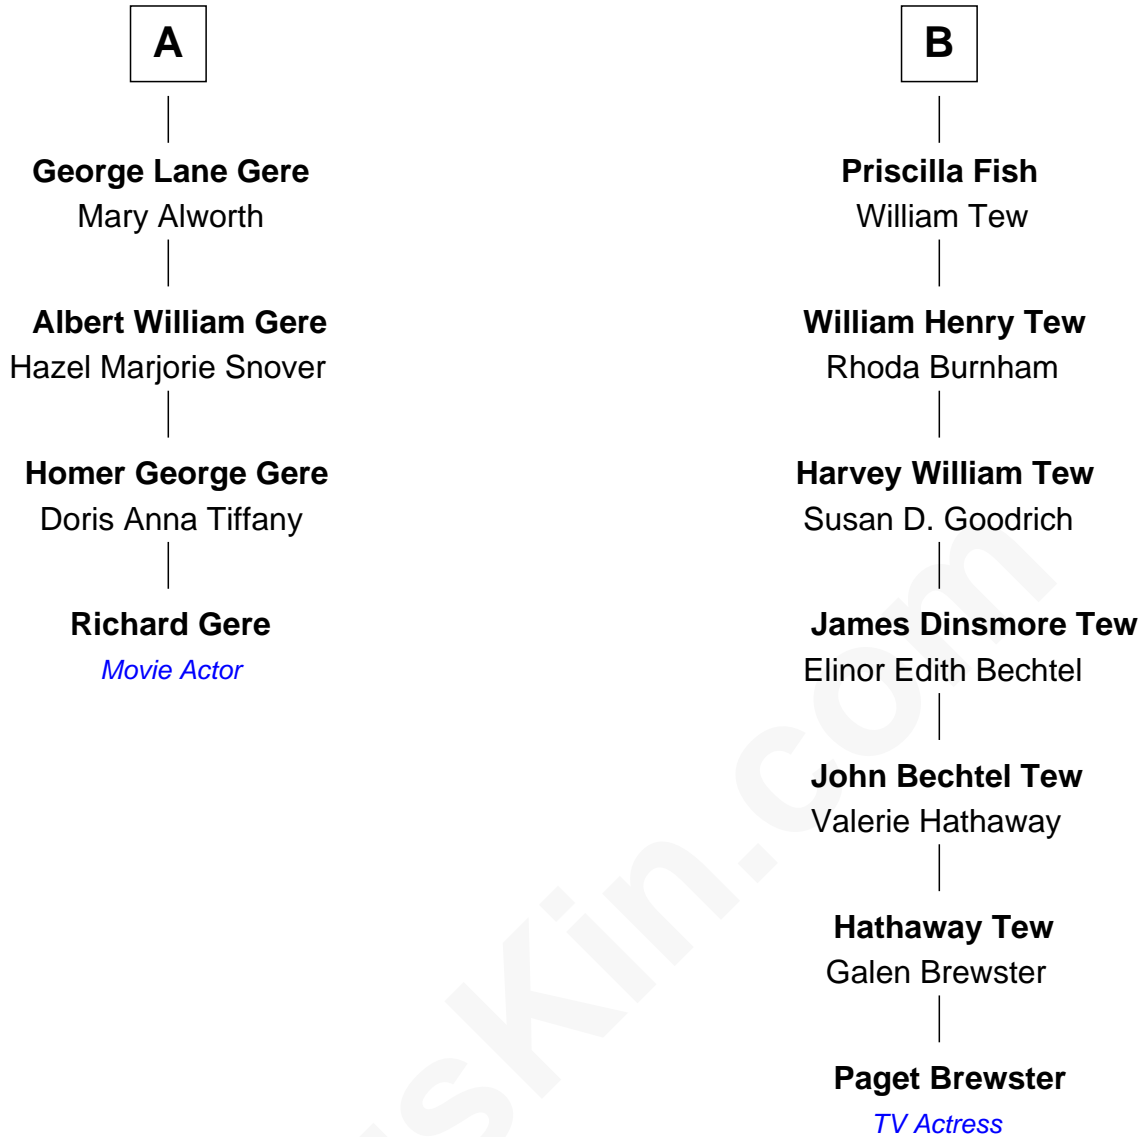 A
George Lane Gere
Mary Alworth
Albert William Gere
Hazel Marjorie Snover
Homer George Gere
Doris Anna Tiffany
Richard Gere
Movie Actor
B
Priscilla Fish
William Tew
William Henry Tew
Rhoda Burnham
Harvey William Tew
Susan D. Goodrich
James Dinsmore Tew
Elinor Edith Bechtel
John Bechtel Tew
Valerie Hathaway
Hathaway Tew
Galen Brewster
Paget Brewster
TV Actress
sKin.com